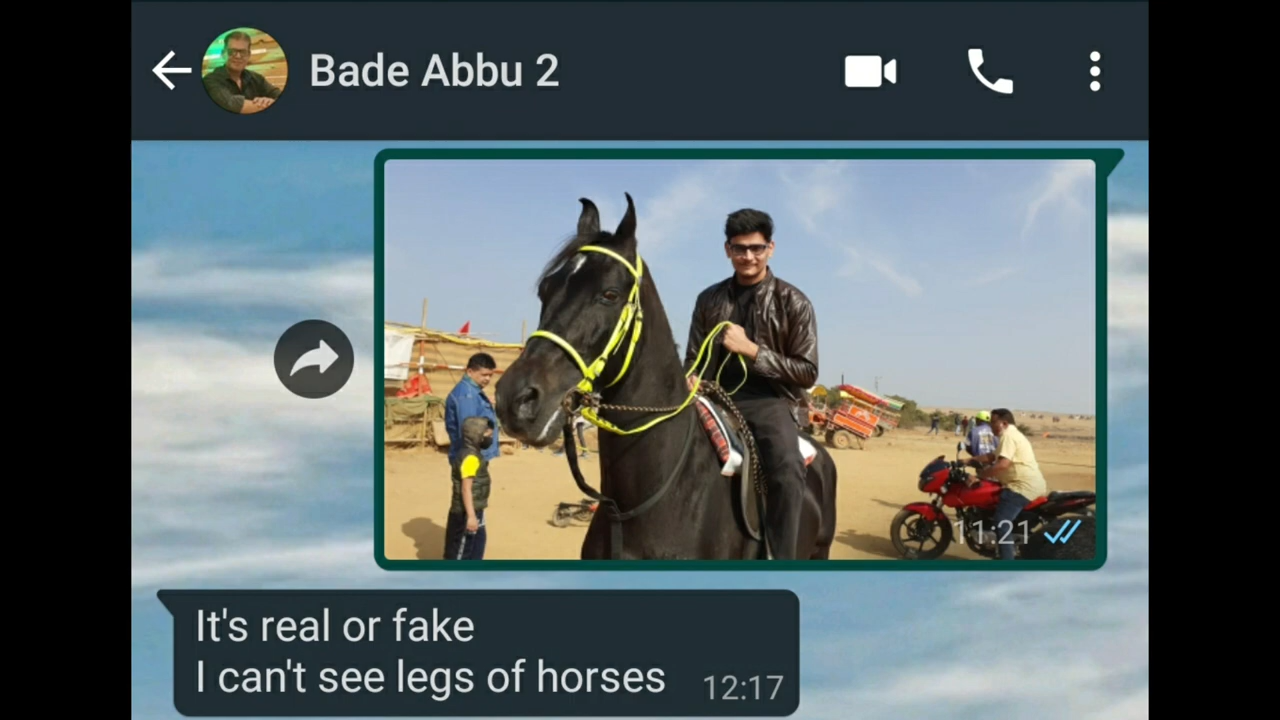 Bade Abbu 2
11:21
It's real or fake
I can't see legs of horses
12:17